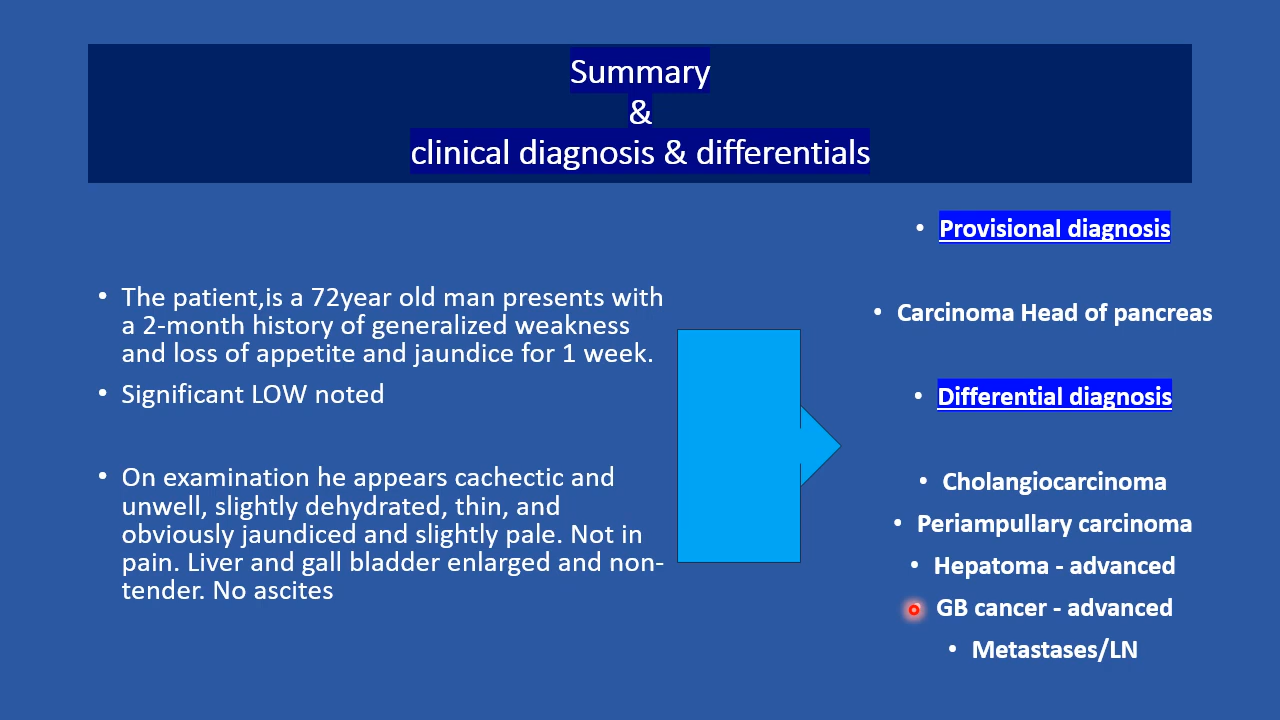 Summary
&
clinical diagnosis & differentials
• The patient,is a 72year old man presents with
a 2-month history of generalized weakness
and loss of appetite and jaundice for 1 week.
• Significant LOW noted
• On examination he appears cachectic and
unwell, slightly dehydrated, thin, and
obviously jaundiced and slightly pale. Not in
pain. Liver and gall bladder enlarged and non-
tender. No ascites
• Provisional diagnosis
• Carcinoma Head of pancreas
• Differential diagnosis
• Cholangiocarcinoma
• Periampullary carcinoma
• Hepatoma - advanced
• GB cancer - advanced
• Metastases/LN